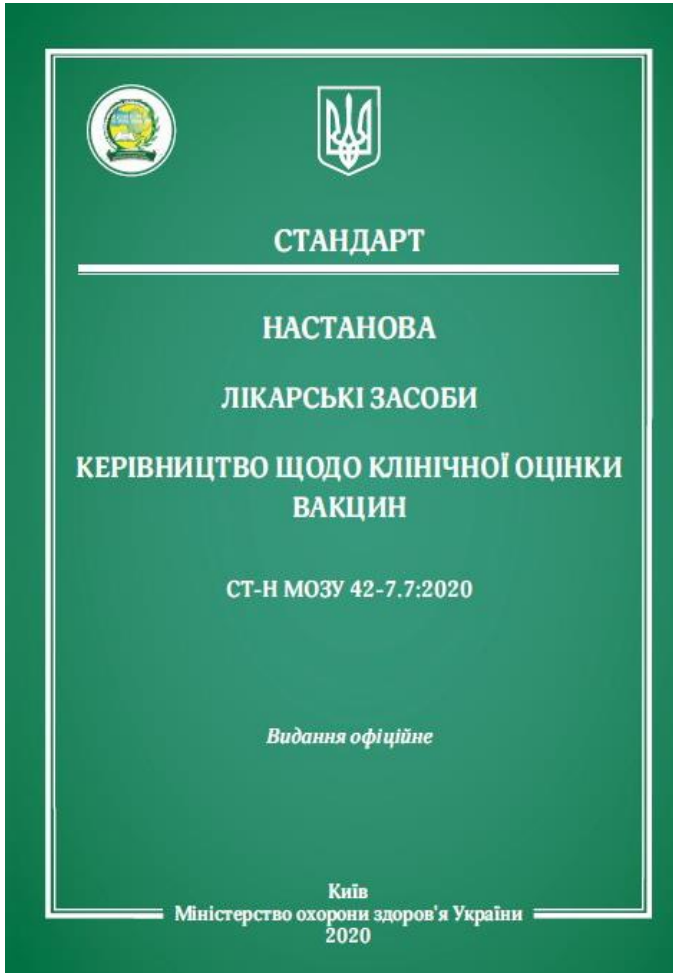 СТАНДАРТ
НАСТАНОВА
ЛІКАРСЬКІ ЗАСОБИ
КЕРІВНИЦТВО ЩОДО КЛІНІЧНОЇ ОЦІНКИ
ВАКЦИН
СТ-Н МОЗУ 42-7.7:2020
Видання офіційне
Київ
Міністерство охорони здоров'я України
2020